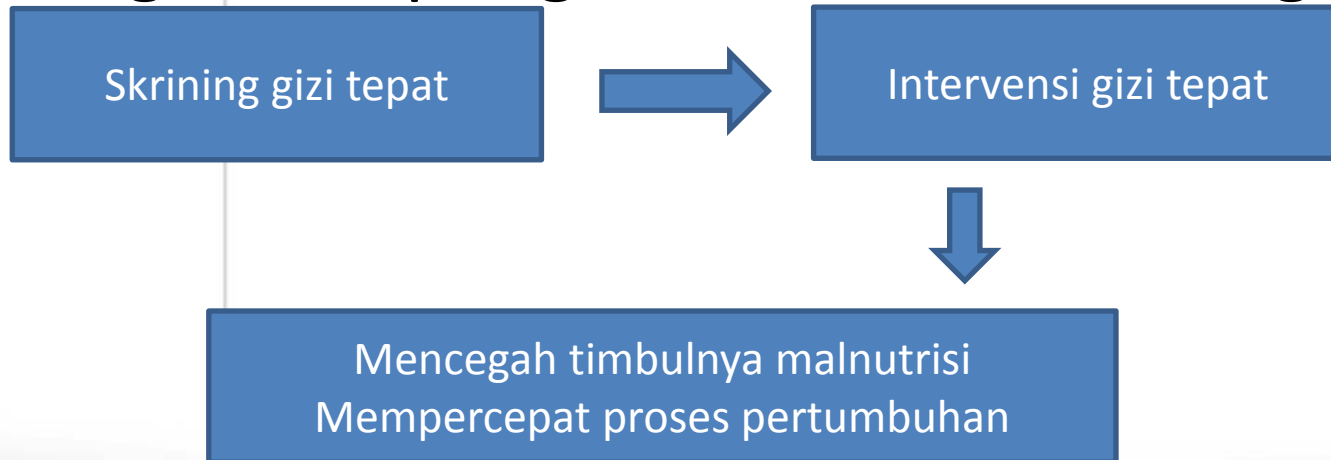 Skrining gizi tepat
Intervensi gizi tepat
Mencegah timbulnya malnutrisi
Mempercepat proses pertumbuhan